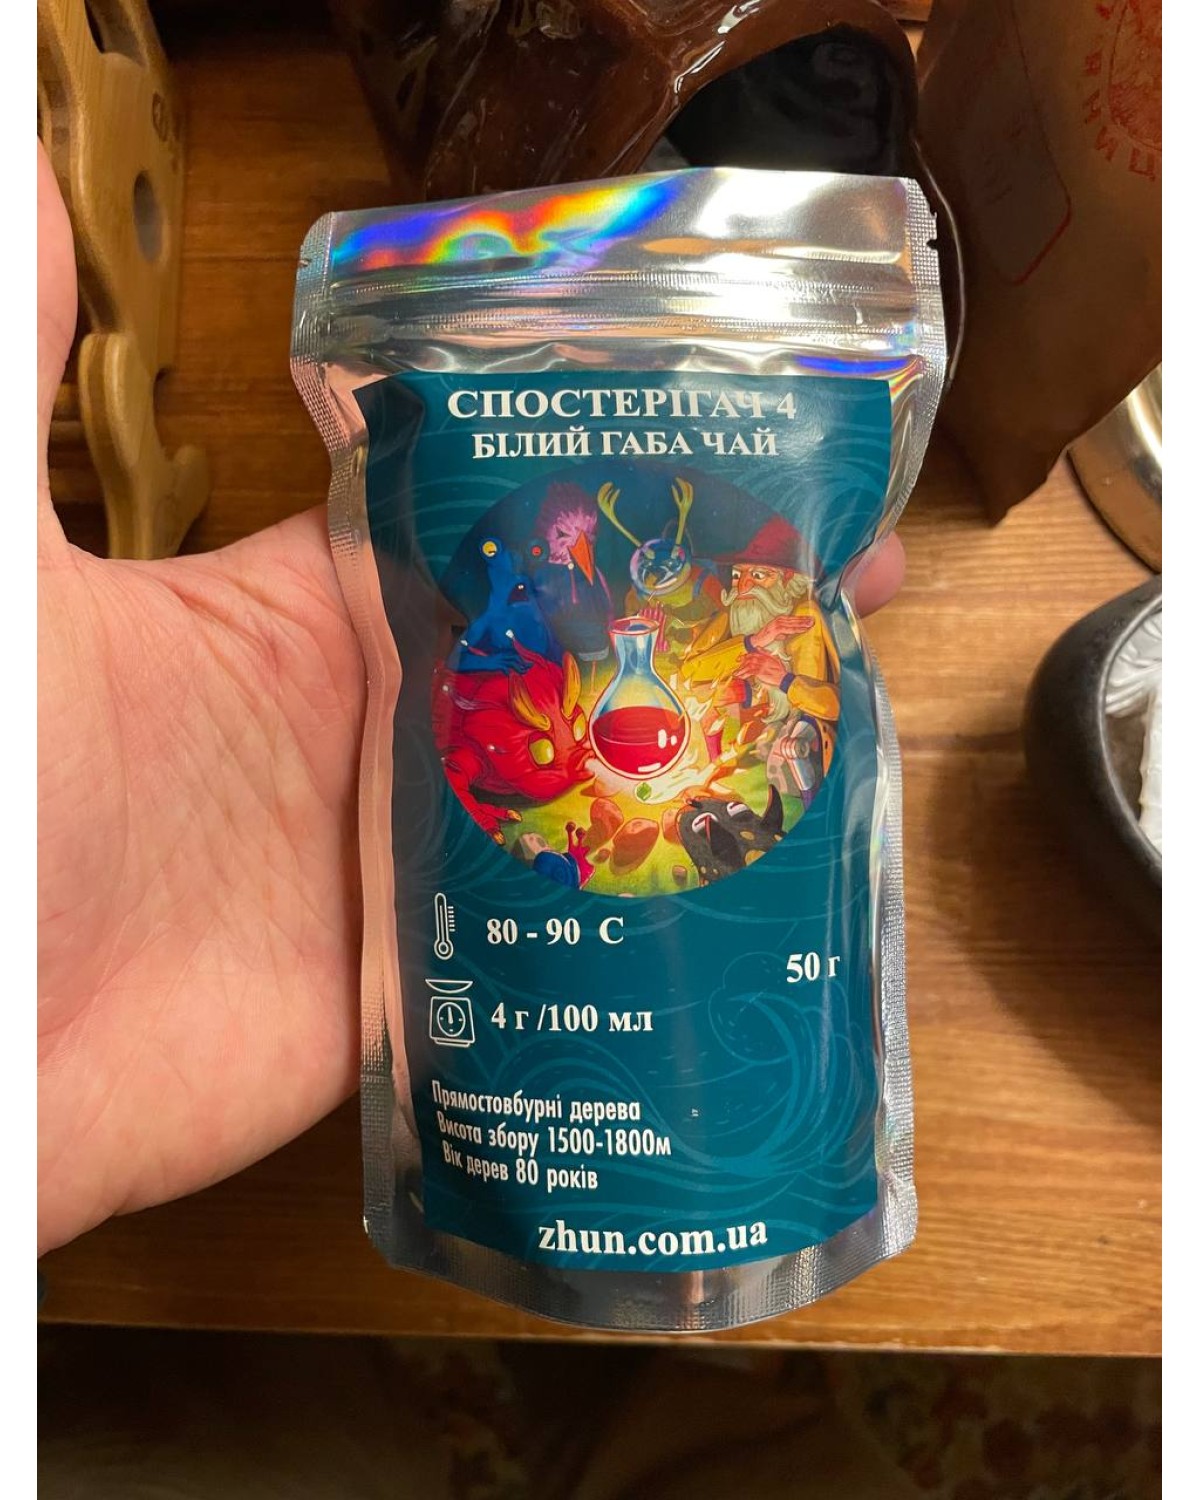 СПОСТЕРІГАЧ 4
БІЛИЙ ГАБА ЧАЙ
80 - 90 С
50 г
4 г /100 мл
Прямостовбурні дерева
Висота збору 1500-1800м
Вік дерев 80 років
zhun.com.ua